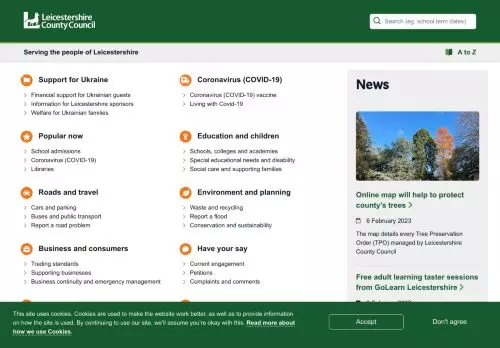 Leicestershire
County Council
Search (eg. school term dates)
Serving the people of Leicestershire
A to Z
Support for Ukraine
Financial support for Ukrainian guests
Information for Leicestershire sponsors
Welfare for Ukrainian families
Coronavirus (COVID-19)
Coronavirus (COVID-19) vaccine
Living with Covid-19
Popular now
School admissions
Coronavirus (COVID-19)
Libraries
Education and children
Schools, colleges and academies
Special educational needs and disability
Social care and supporting families
Roads and travel
Cars and parking
Buses and public transport
Report a road problem
Environment and planning
Waste and recycling
Report a flood
Conservation and sustainability
Business and consumers
Trading standards
Supporting businesses
Business continuity and emergency management
Have your say
Current engagement
Petitions
Complaints and comments
News
Online map will help to protect
county's trees
6 February 2023
The map details every Tree Preservation
Order (TPO) managed by Leicestershire
County Council
Free adult learning taster sessions
from GoLearn Leicestershire
This site uses cookies. Cookies are used to make the website work better, as well as to provide information
on how the site is used. By continuing to use our site, we'll assume you're okay with this. Read more about
how we use Cookies.
Accept
Don't agree